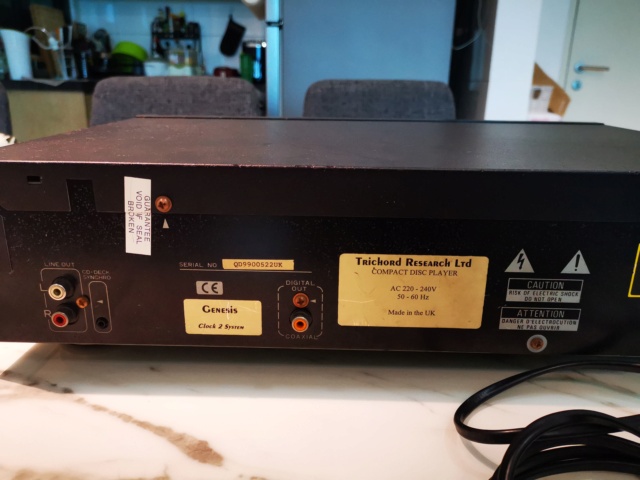 GUARANTEE
VOID IF SEAL
BROKEN
LINE OUT
CD-DECK
SYNCHRO
L
R
SERIAL NO. QD9900522UK
CE
GENESIS
Clock 2 System
DIGITAL
OUT
COAXIAL
Trichord Research Ltd
COMPACT DISC PLAYER
AC 220 - 240V
50 - 60 Hz
Made in the UK
CAUTION
RISK OF ELECTRIC SHOCK
DO NOT OPEN
ATTENTION
DANGER D'ELECTROCUTION
NE PAS OUVRIR